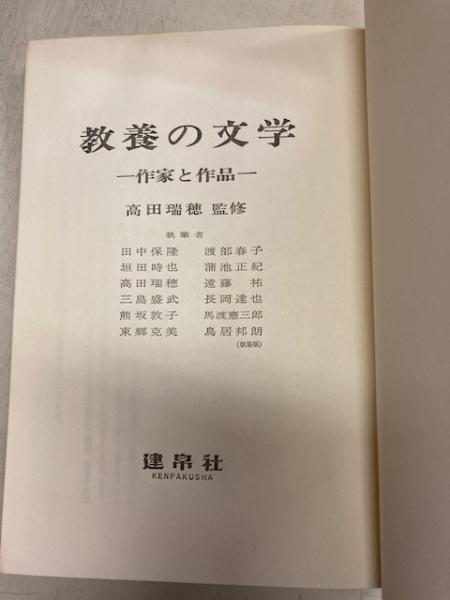 教養の文学
―作家と作品―
高田瑞穂 監修
執筆者
田中保隆 渡部春子
垣田時也 蒲池正紀
高田瑞穂 遠藤 祐
三島盛武 長岡達也
熊坂敦子 馬渡憲三郎
東郷克美 鳥居邦朗
(執筆順)
建帛社
KENPAKUSHA